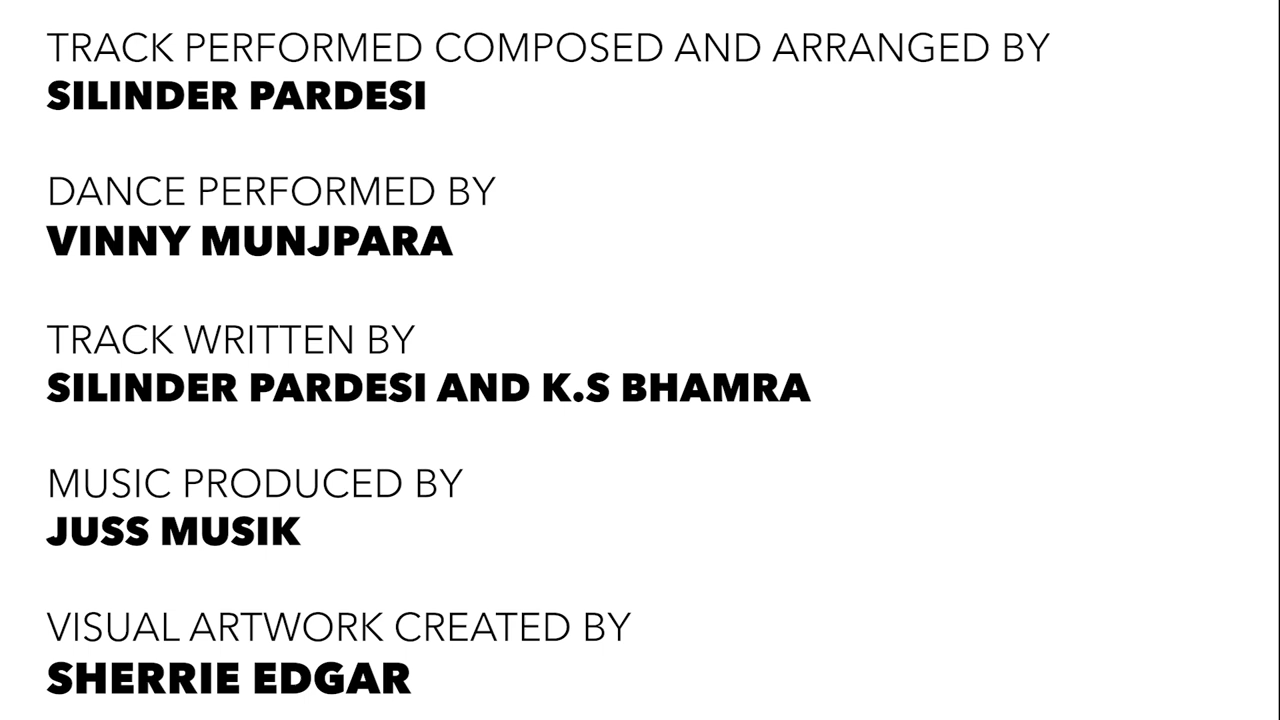 TRACK PERFORMED COMPOSED AND ARRANGED BY
SILINDER PARDESI
DANCE PERFORMED BY
VINNY MUNJPARA
TRACK WRITTEN BY
SILINDER PARDESI AND K.S BHAMRA
MUSIC PRODUCED BY
JUSS MUSIK
VISUAL ARTWORK CREATED BY
SHERRIE EDGAR